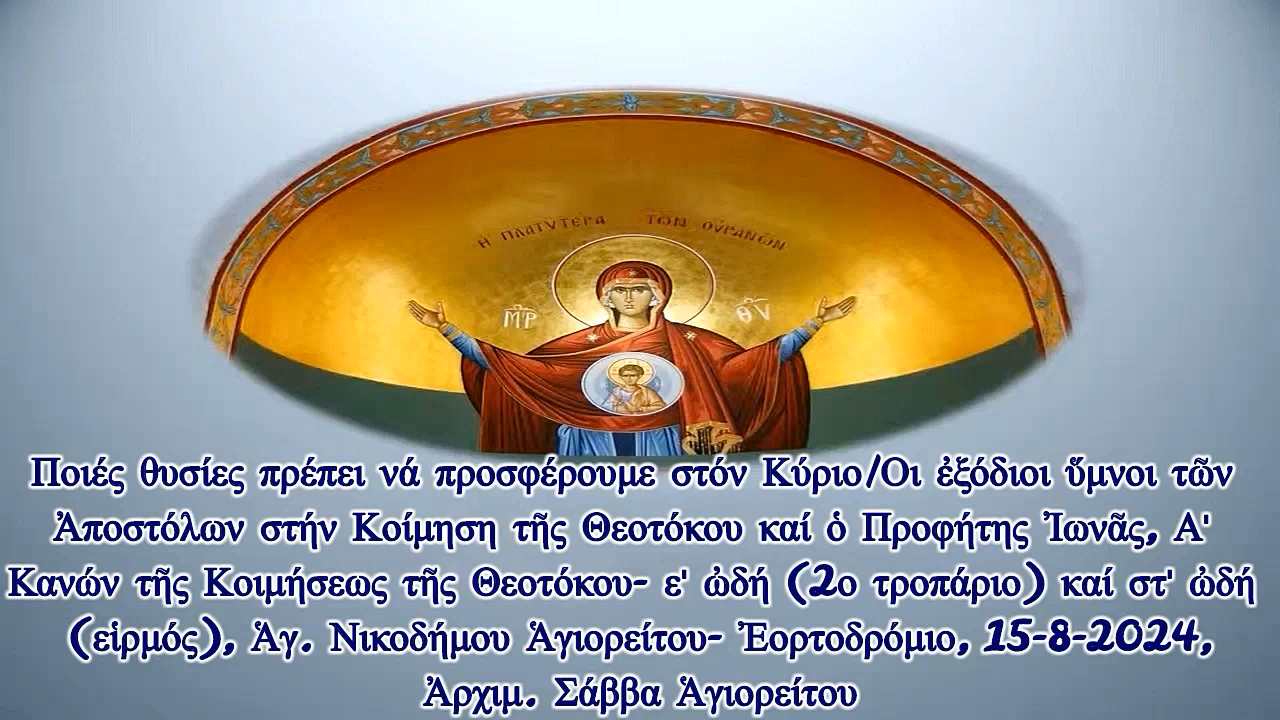 Η ΠΛΑΤΥΤΕΡΑ ΤΩΝ ΟΥΡΑΝΩΝ
ΜΡ ΘΥ
Ποιές θυσίες πρέπει νά προσφέρουμε στόν Κύριο/Οι ἐξόδιοι ὕμνοι τῶν
Ἀποστόλων στήν Κοίμηση τῆς Θεοτόκου καί ὁ Προφήτης Ἰωνᾶς, Α'
Κανών τῆς Κοιμήσεως τῆς Θεοτόκου- ε' ὠδή (2ο τροπάριο) καί στ' ὠδή
(εἱρμός), Ἁγ. Νικοδήμου Ἁγιορείτου- Ἑορτοδρόμιο, 15-8-2024,
Ἀρχιμ. Σάββα Ἁγιορείτου